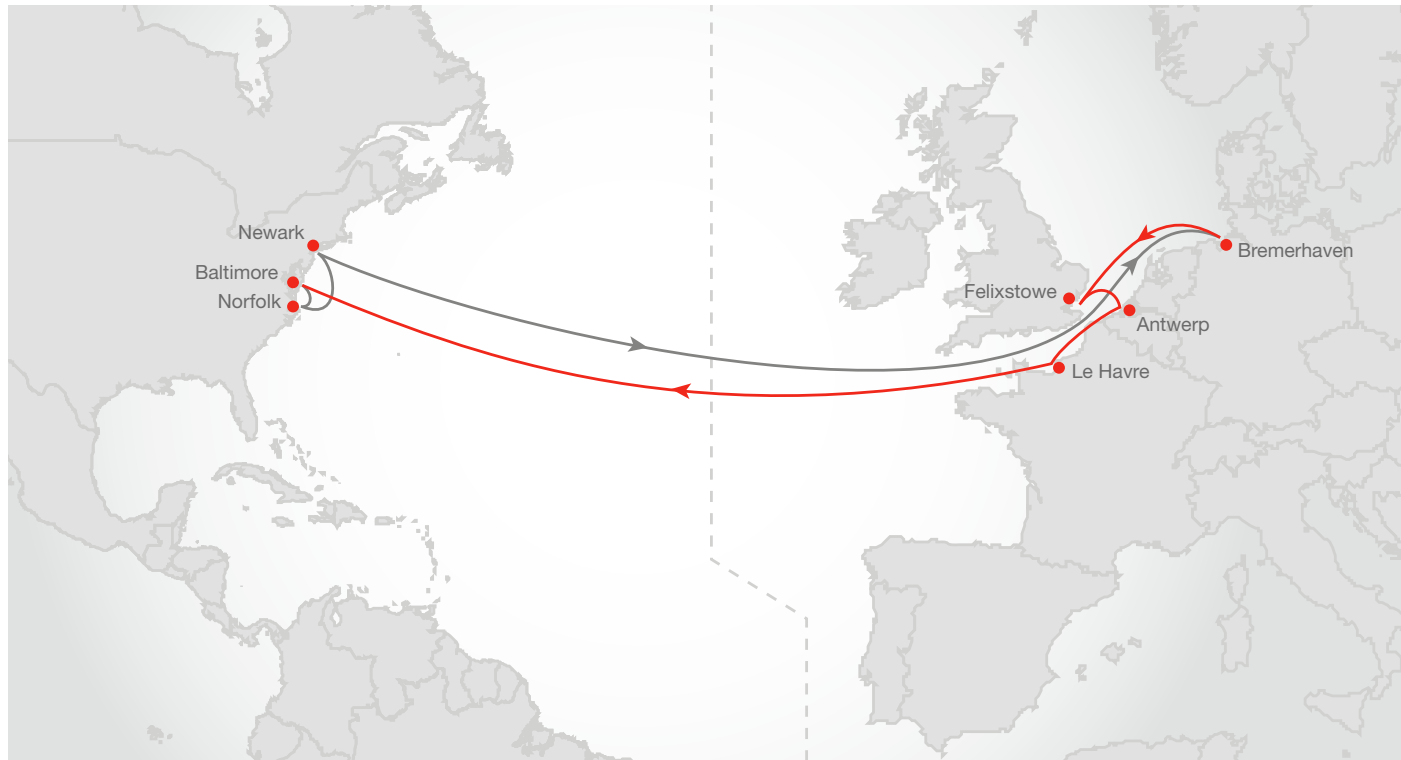 Newark
Baltimore
Norfolk
Felixstowe
Bremerhaven
Antwerp
Le Havre